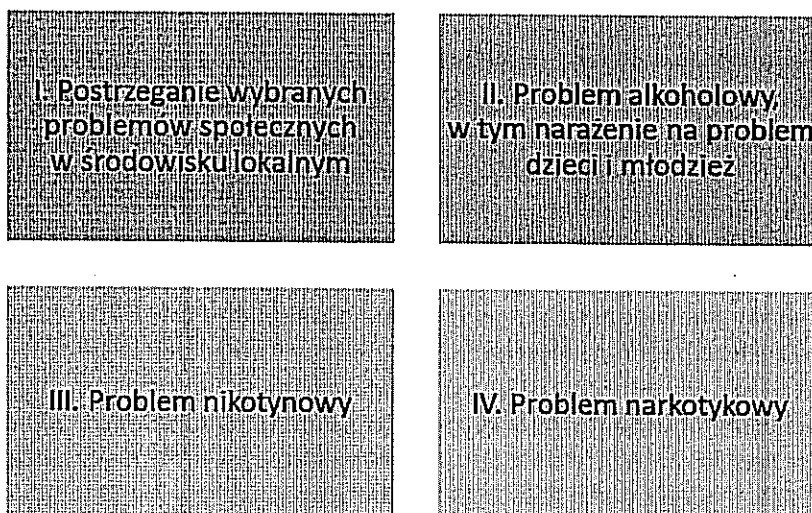 I. Postrzeganie wybranych
problemów społecznych
w środowisku lokalnym
II. Problem alkoholowy,
w tym narażenie na problem
dzieci i młodzież
III. Problem nikotynowy
IV. Problem narkotykowy